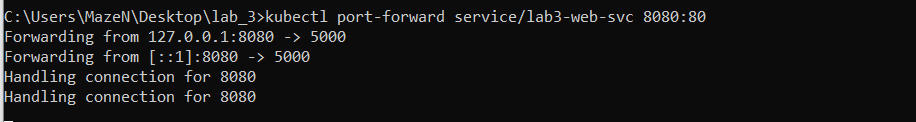 C:\Users\MazeN\Desktop\lab_3>kubectl port-forward service/lab3-web-svc 8080:80
Forwarding from 127.0.0.1:8080 -> 5000
Forwarding from [::1]:8080 -> 5000
Handling connection for 8080
Handling connection for 8080